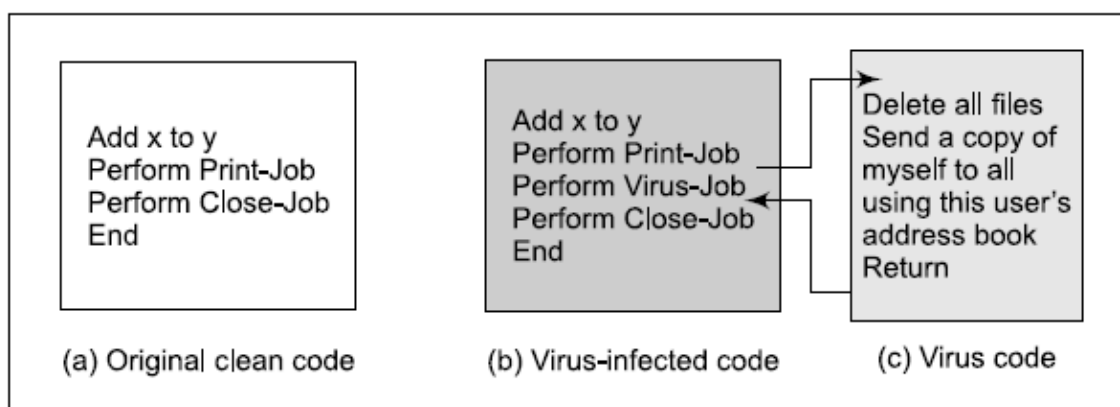 Add x to y
Perform Print-Job
Perform Close-Job
End
(a) Original clean code
Add x to y
Perform Print-Job
Perform Virus-Job
Perform Close-Job
End
(b) Virus-infected code
Delete all files
Send a copy of
myself to all
using this user's
address book
Return
(c) Virus code